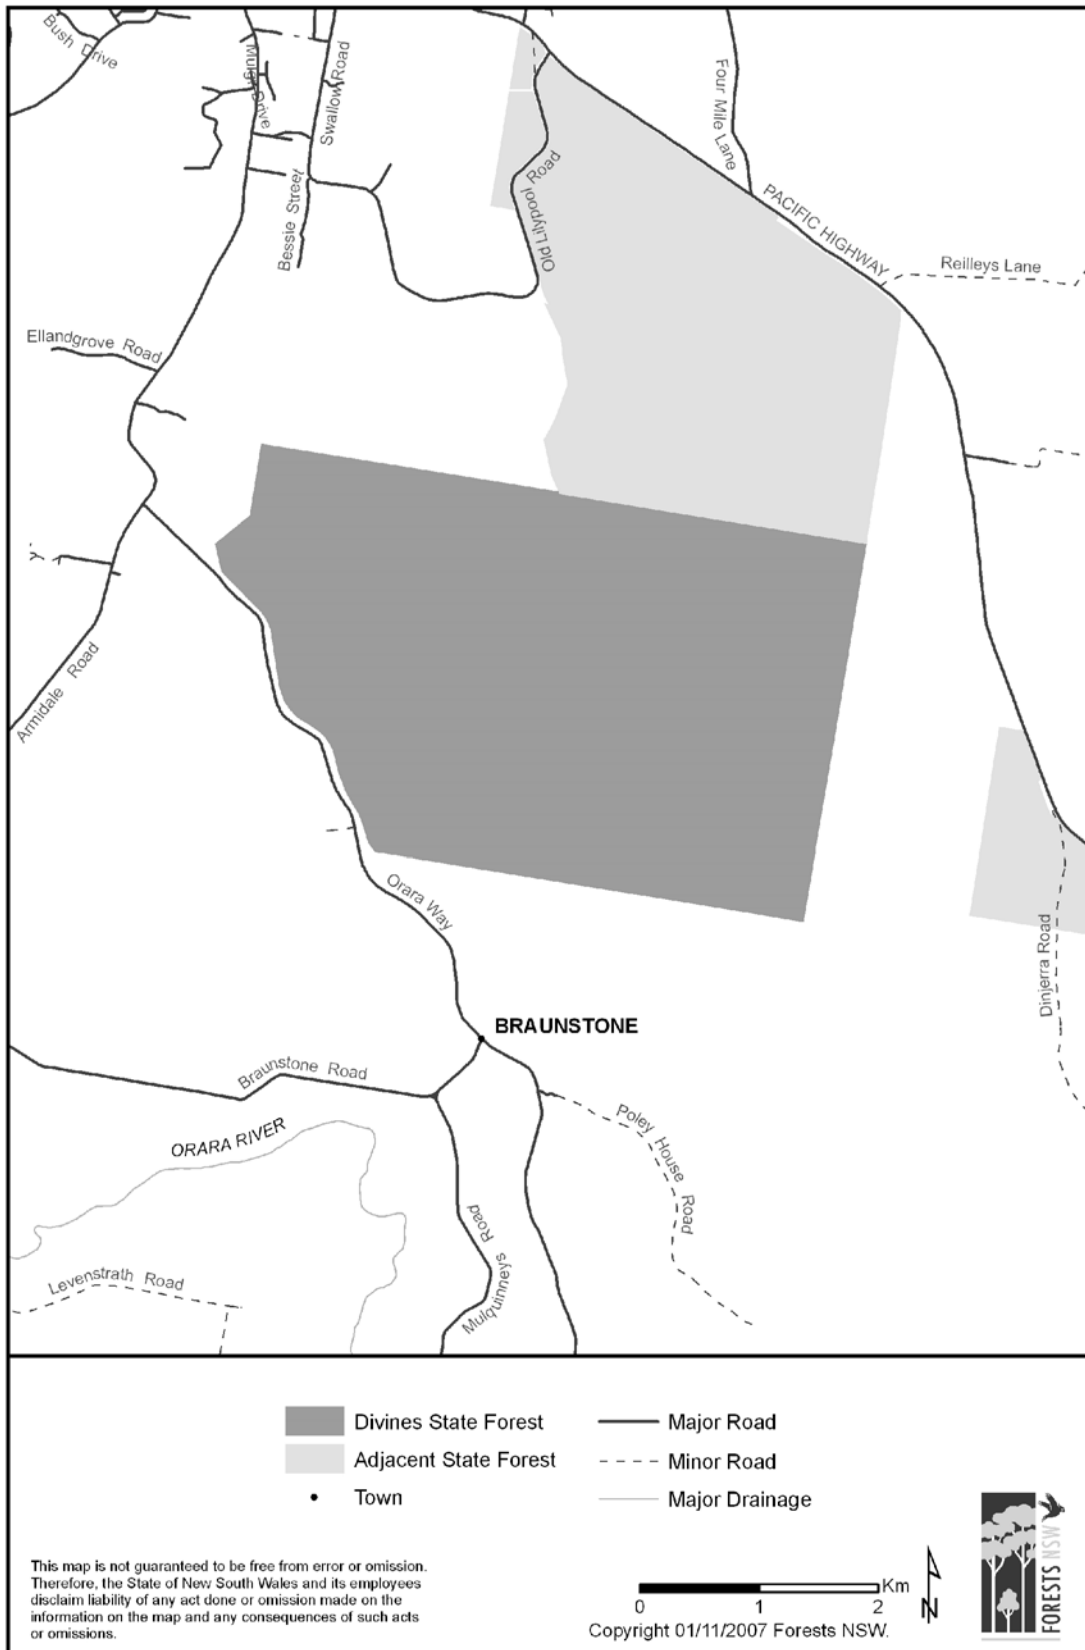 Bush Drive
Mingin Drive
Swallow Road
Bessie Street
Old Lilypool Road
Four Mile Lane
PACIFIC HIGHWAY
Reilleys Lane
Ellandgrove Road
Armidale Road
Orara Way
BRAUNSTONE
Dinjerra Road
Braunstone Road
ORARA RIVER
Poley House Road
Levenstrath Road
Mulquinneys Road
Divines State Forest
Adjacent State Forest
Town
Major Road
Minor Road
Major Drainage
This map is not guaranteed to be free from error or omission.
Therefore, the State of New South Wales and its employees
disclaim liability of any act done or omission made on the
information on the map and any consequences of such acts
or omissions.
Km
0 1 2
Copyright 01/11/2007 Forests NSW.
N
FORESTS NSW